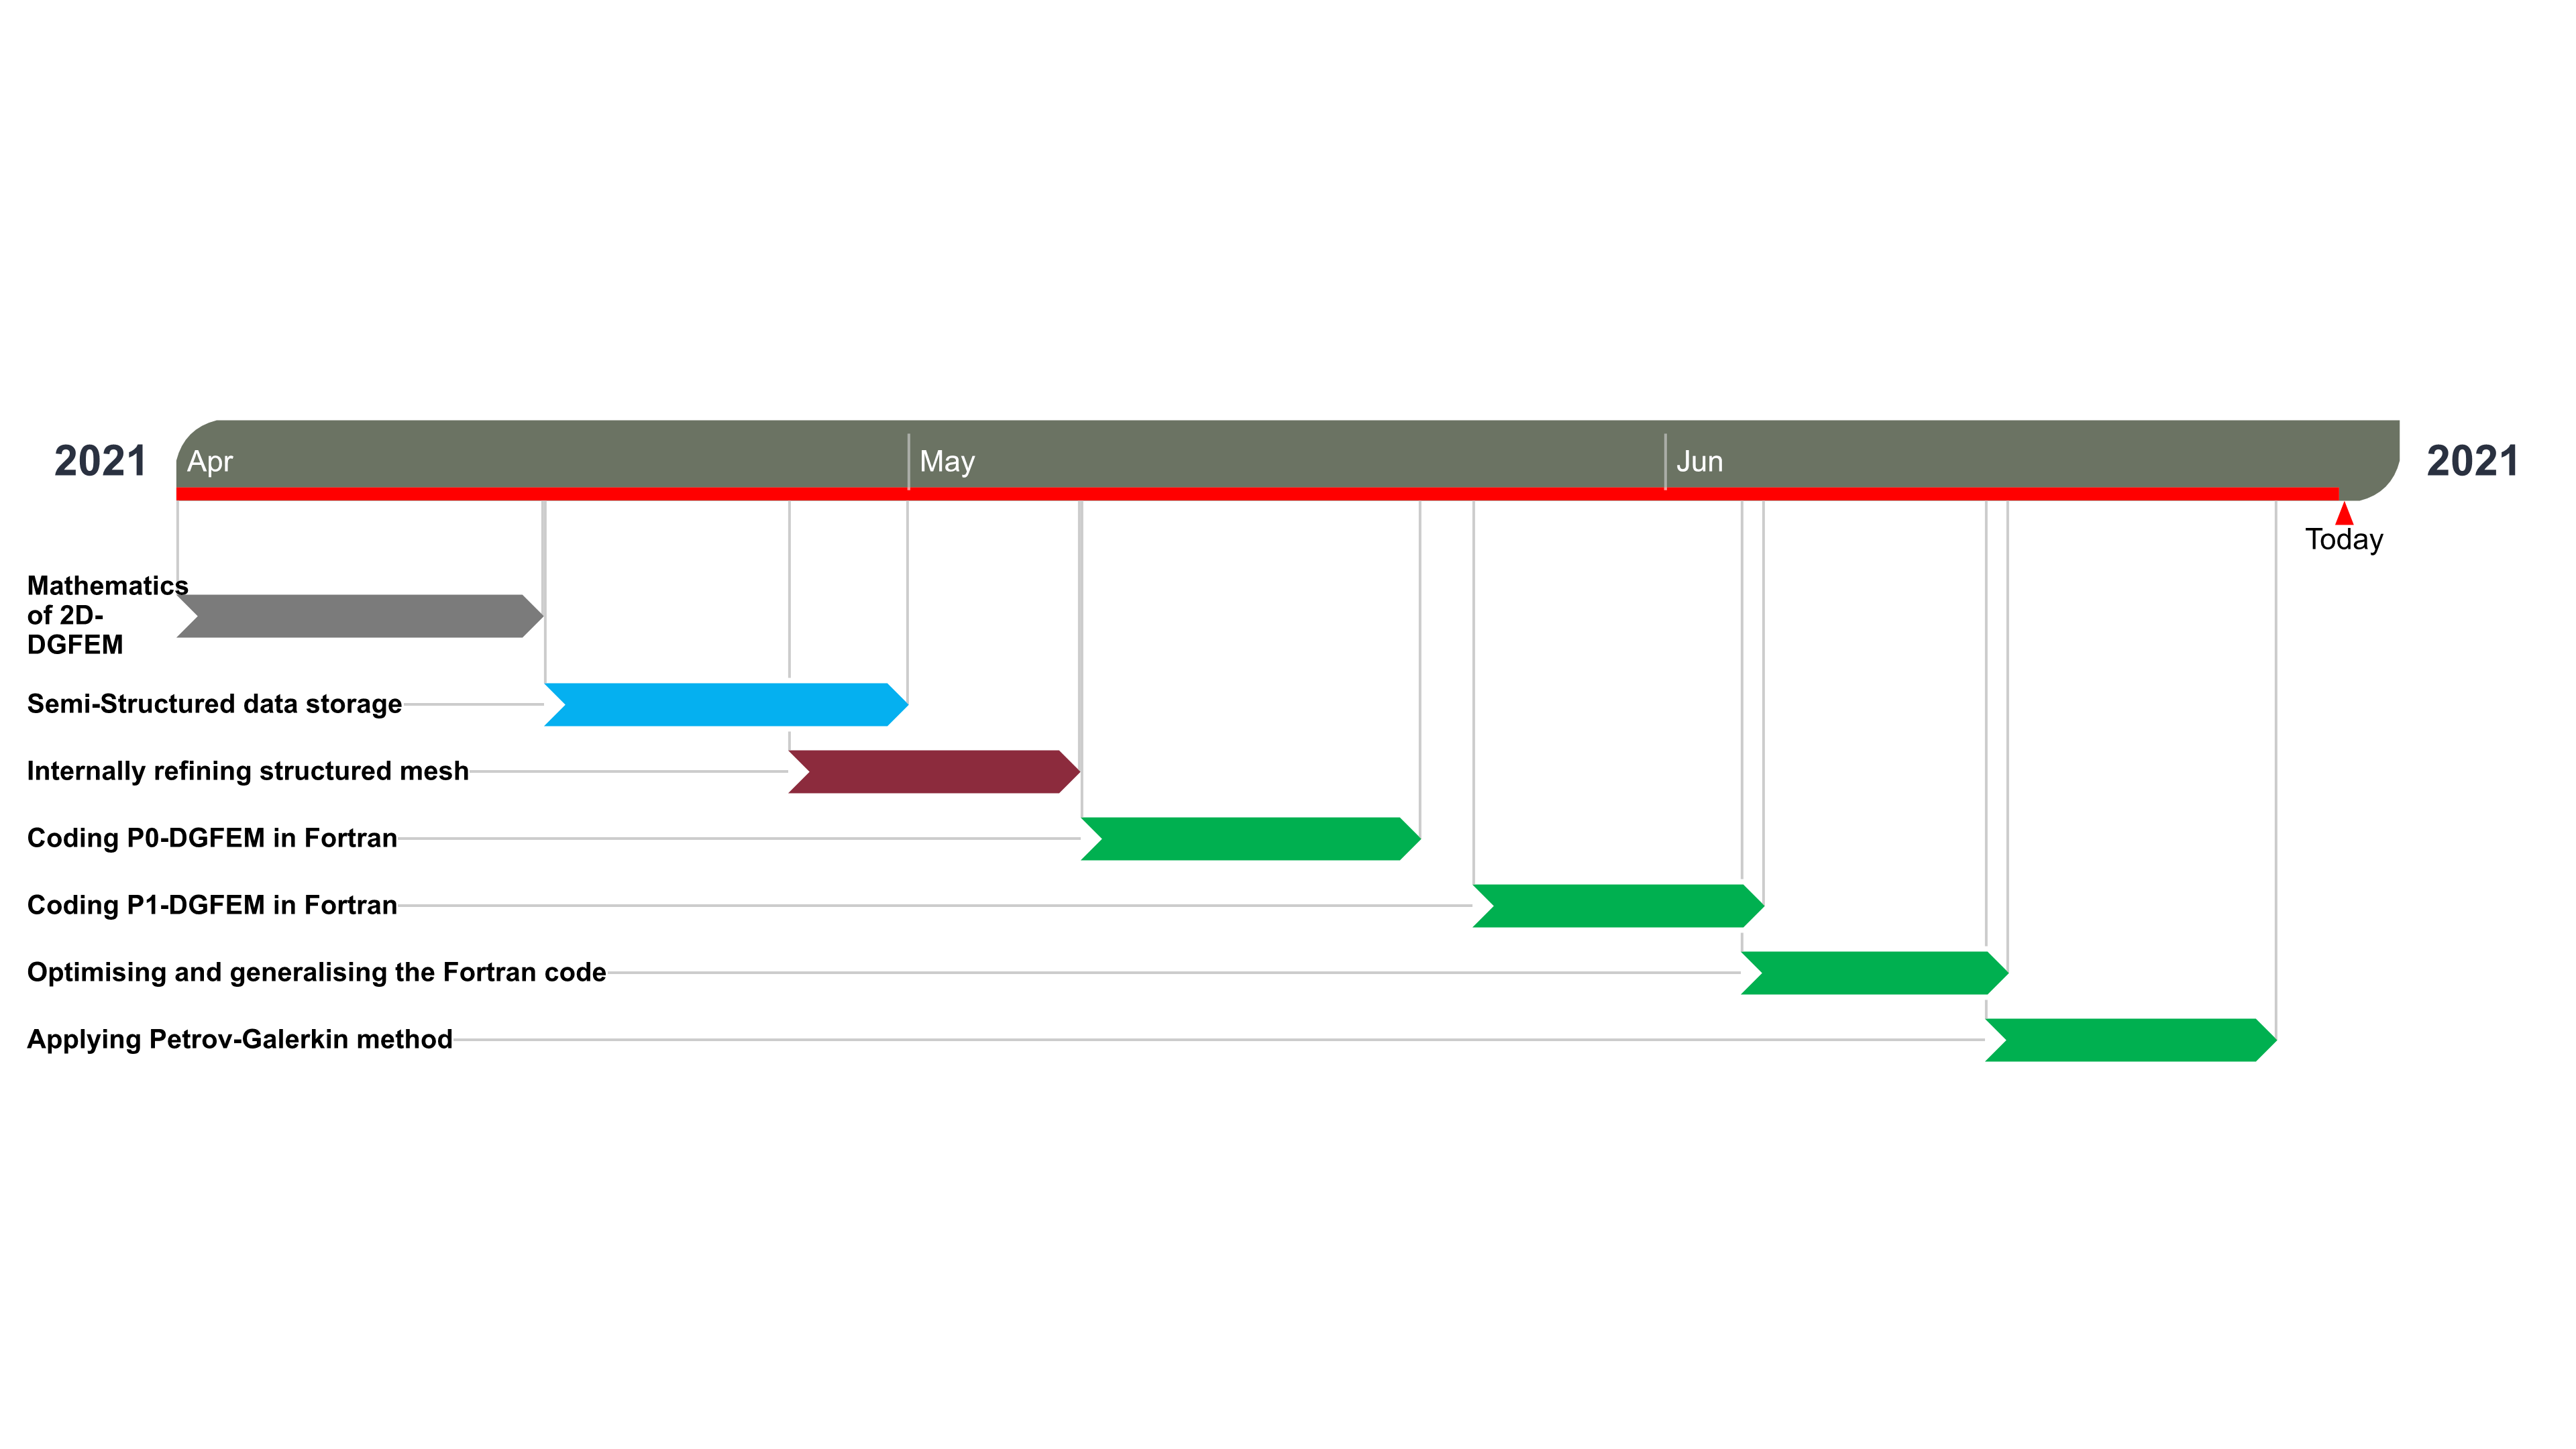 2021
Apr
May
Jun
2021
Today
Mathematics
of 2D-
DGFEM
Semi-Structured data storage
Internally refining structured mesh
Coding P0-DGFEM in Fortran
Coding P1-DGFEM in Fortran
Optimising and generalising the Fortran code
Applying Petrov-Galerkin method